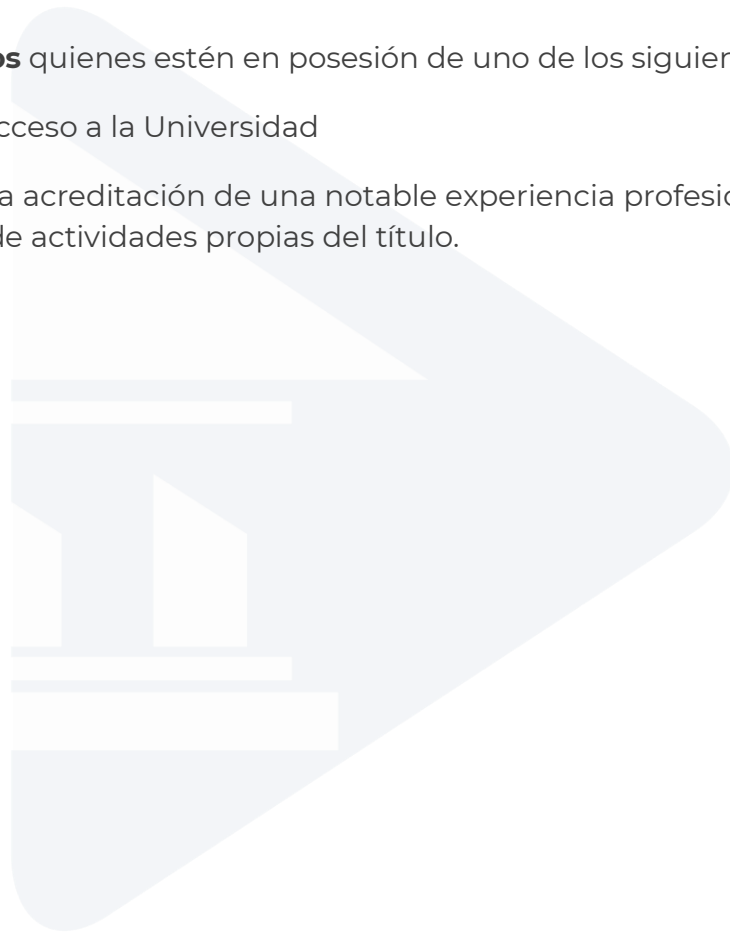 os quienes estén en posesión de uno de los siguien
cceso a la Universidad
a acreditación de una notable experiencia profesio
de actividades propias del título.